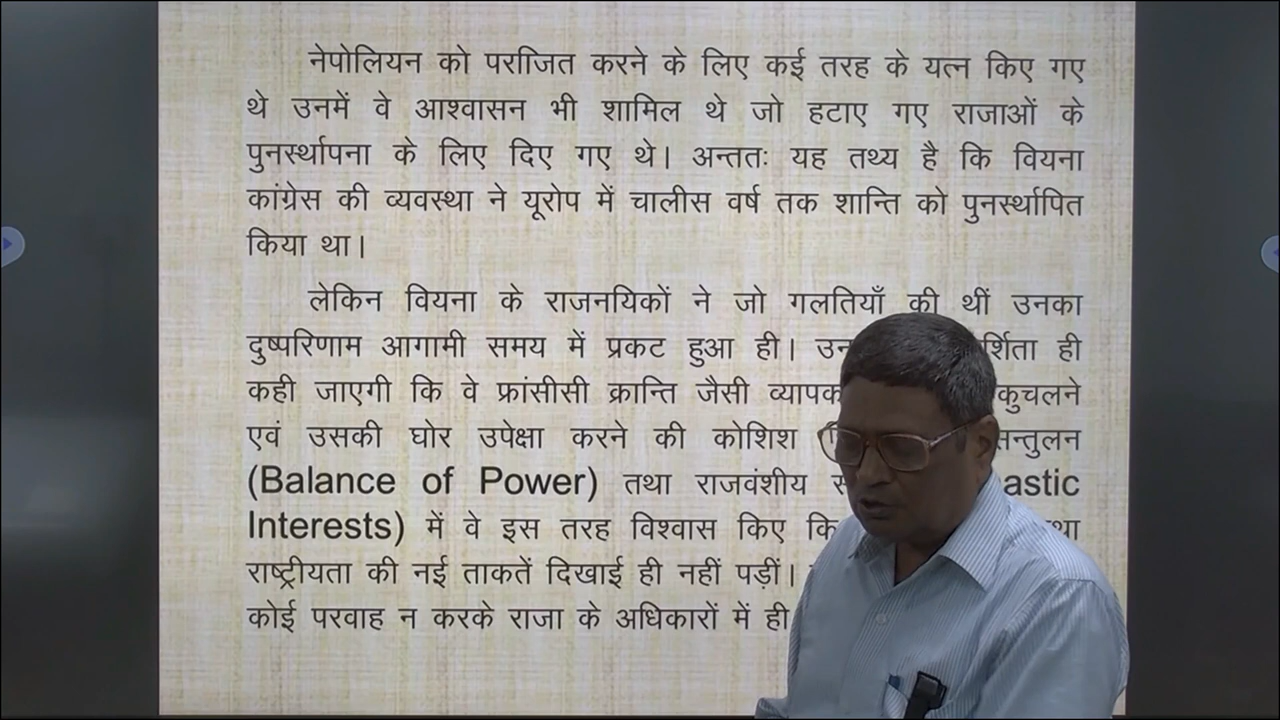 नेपोलियन को पराजित करने के लिए कई तरह के यत्न किए गए
थे उनमें वे आश्वासन भी शामिल थे जो हटाए गए राजाओं के
पुनर्स्थापना के लिए दिए गए थे। अन्ततः यह तथ्य है कि वियना
कांग्रेस की व्यवस्था ने यूरोप में चालीस वर्ष तक शान्ति को पुनर्स्थापित
किया था।
लेकिन वियना के राजनयिकों ने जो गलतियाँ की थीं उनका
दुष्परिणाम आगामी समय में प्रकट हुआ ही। ही
कही जाएगी कि वे फ्रांसीसी क्रान्ति जैसी व्यापक कुचलने
एवं उसकी घोर उपेक्षा करने की कोशिश सन्तुलन
(Balance of Power) तथा राजवंशीय
Interests) में वे इस तरह विश्वास किए
राष्ट्रीयता की नई ताकतें दिखाई ही नहीं पड़ीं।
कोई परवाह न करके राजा के अधिकारों में ही